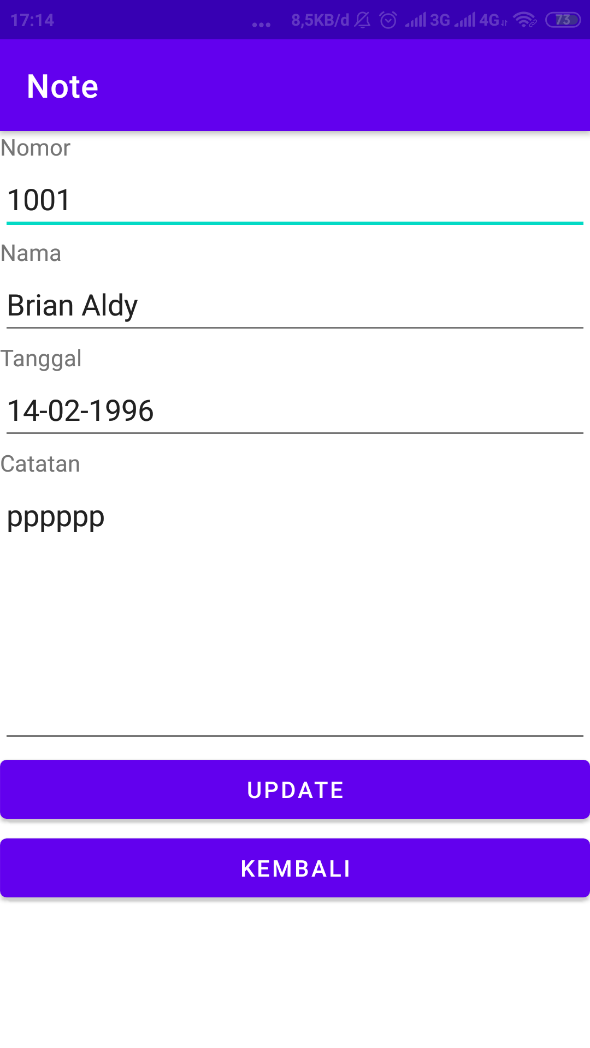 17:14 ... 8,5KB/d 3G 4G 73
Note
Nomor
1001
Nama
Brian Aldy
Tanggal
14-02-1996
Catatan
pppppp
UPDATE
KEMBALI